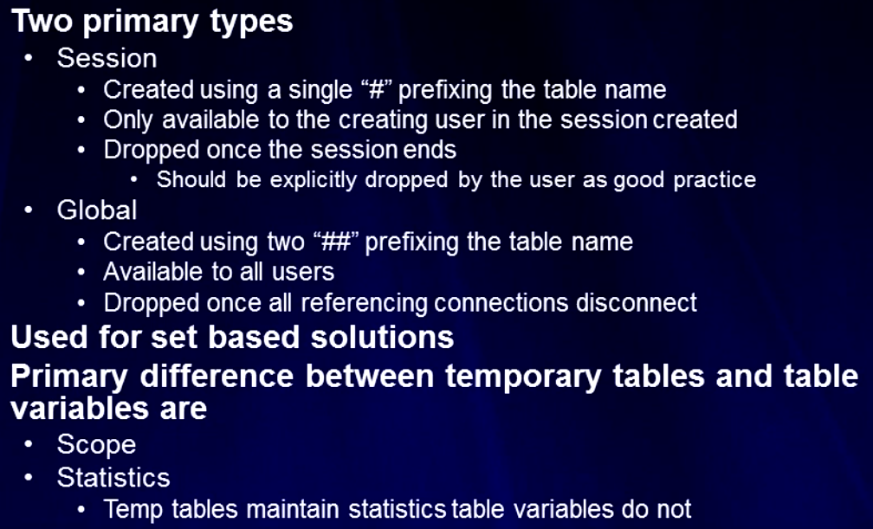 Two primary types
• Session
• Created using a single “#” prefixing the table name
• Only available to the creating user in the session created
• Dropped once the session ends
• Should be explicitly dropped by the user as good practice
• Global
• Created using two “##” prefixing the table name
• Available to all users
• Dropped once all referencing connections disconnect
Used for set based solutions
Primary difference between temporary tables and table
variables are
• Scope
• Statistics
• Temp tables maintain statistics table variables do not